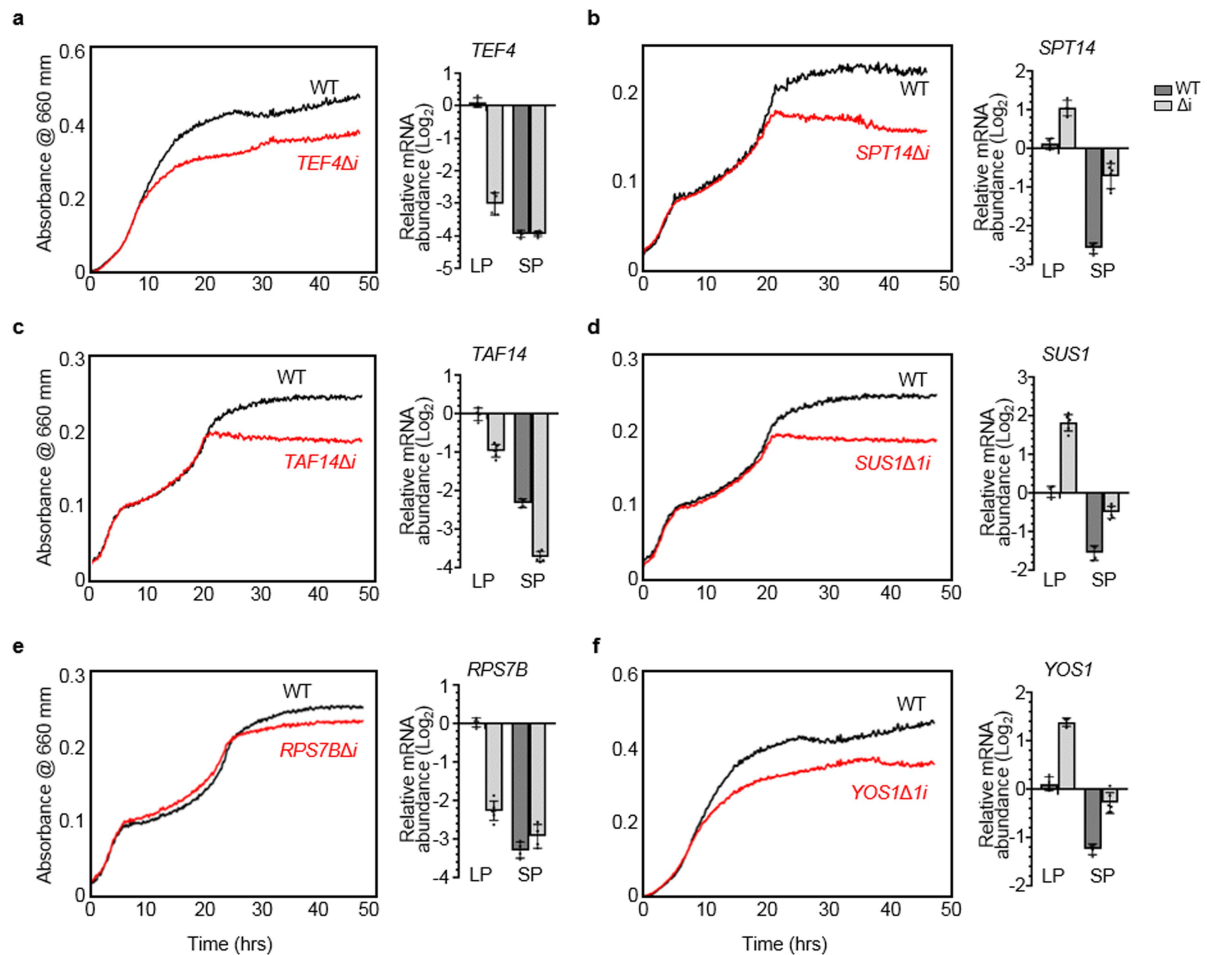 a
Absorbance @ 660 mm
0.6
0.4
0.2
0
0 10 20 30 40 50
WT
TEF4Δi
TEF4
Relative mRNA
abundance (Log2)
1
0
-1
-2
-3
-4
-5
LP SP
b
0.2
0.1
0
0 10 20 30 40 50
WT
SPT14Δi
SPT14
Relative mRNA
abundance (Log2)
2
1
0
-1
-2
-3
LP SP
WT
Δi
c
Absorbance @ 660 mm
0.3
0.2
0.1
0
0 10 20 30 40 50
WT
TAF14Δi
TAF14
Relative mRNA
abundance (Log2)
1
0
-1
-2
-3
-4
LP SP
d
0.3
0.2
0.1
0
0 10 20 30 40 50
WT
SUS1Δ1i
SUS1
Relative mRNA
abundance (Log2)
3
2
1
0
-1
-2
LP SP
e
Absorbance @ 660 mm
0.3
0.2
0.1
0
0 10 20 30 40 50
Time (hrs)
WT
RPS7BΔi
RPS7B
Relative mRNA
abundance (Log2)
1
0
-1
-2
-3
-4
LP SP
f
0.6
0.4
0.2
0
0 10 20 30 40 50
Time (hrs)
WT
YOS1Δ1i
YOS1
Relative mRNA
abundance (Log2)
2
1
0
-1
-2
LP SP